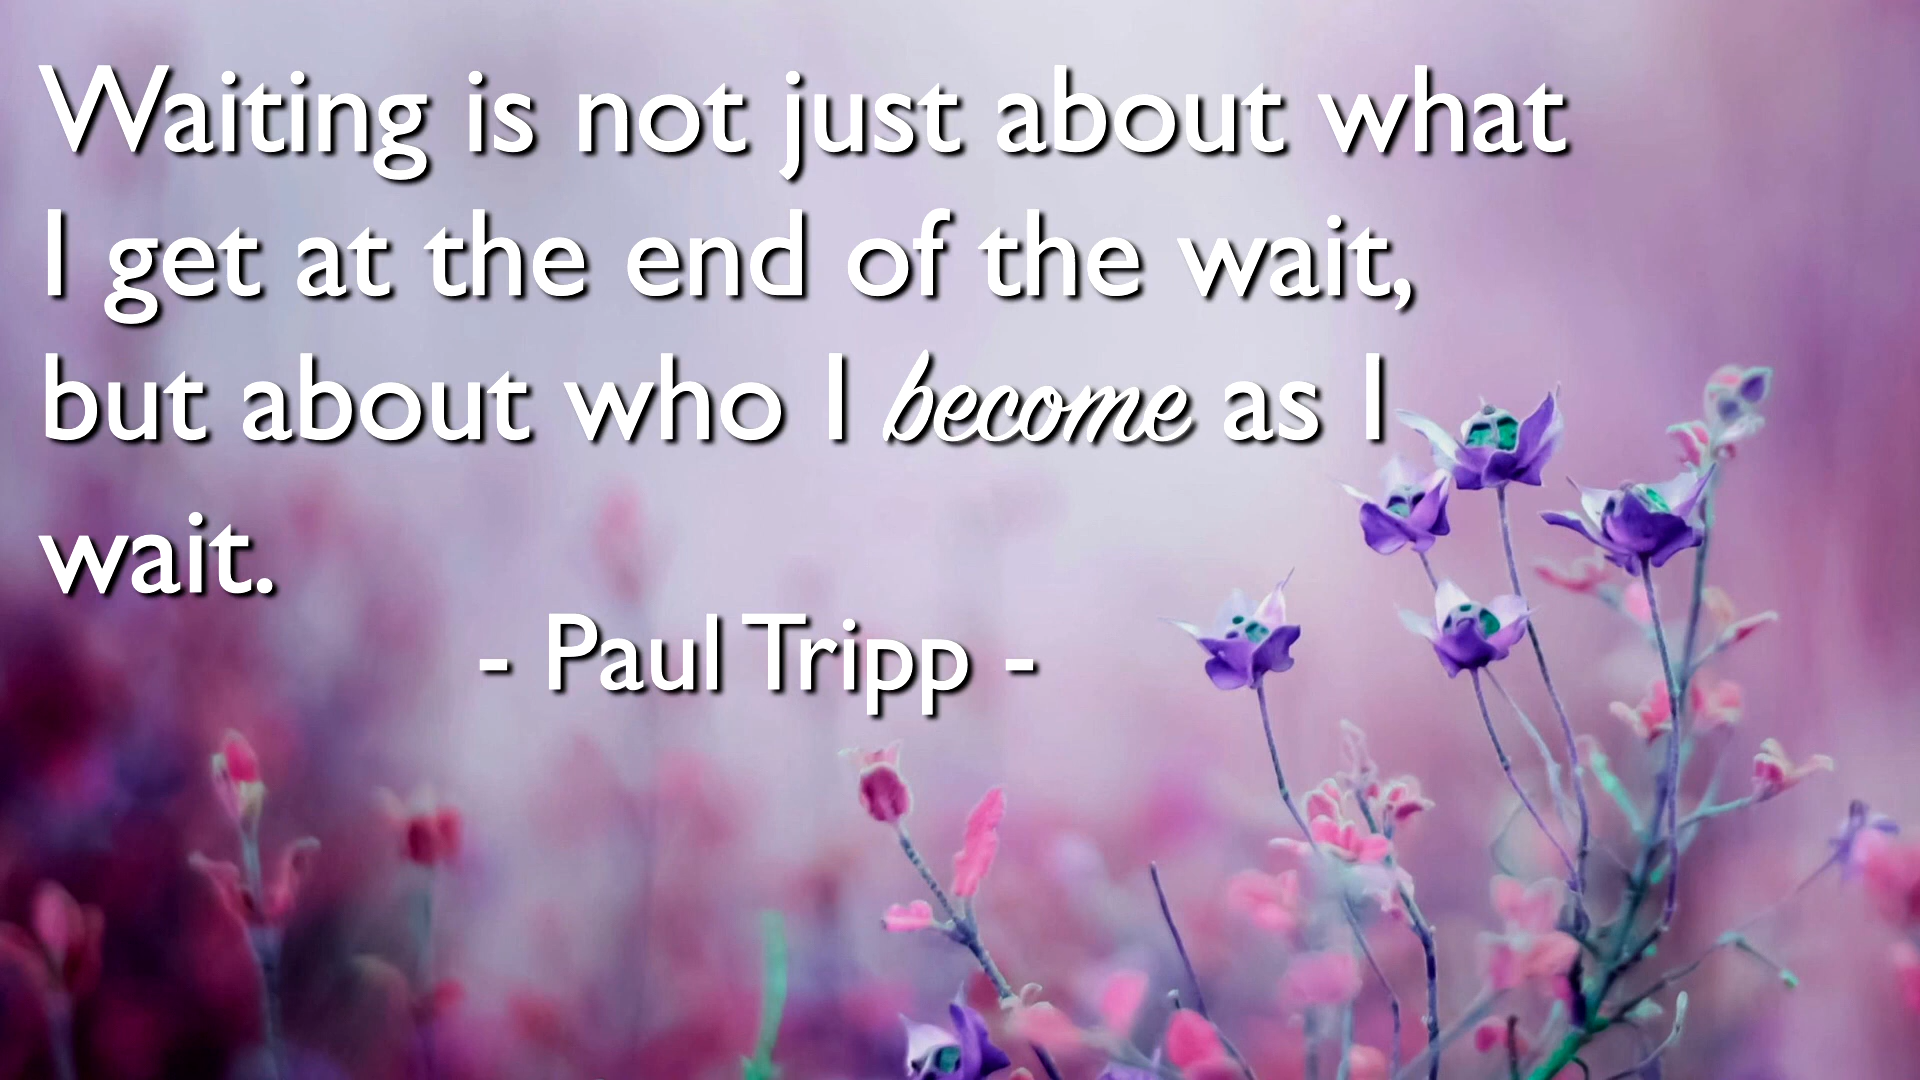 Waiting is not just about what
I get at the end of the wait,
but about who I become as I
wait.
- Paul Tripp -